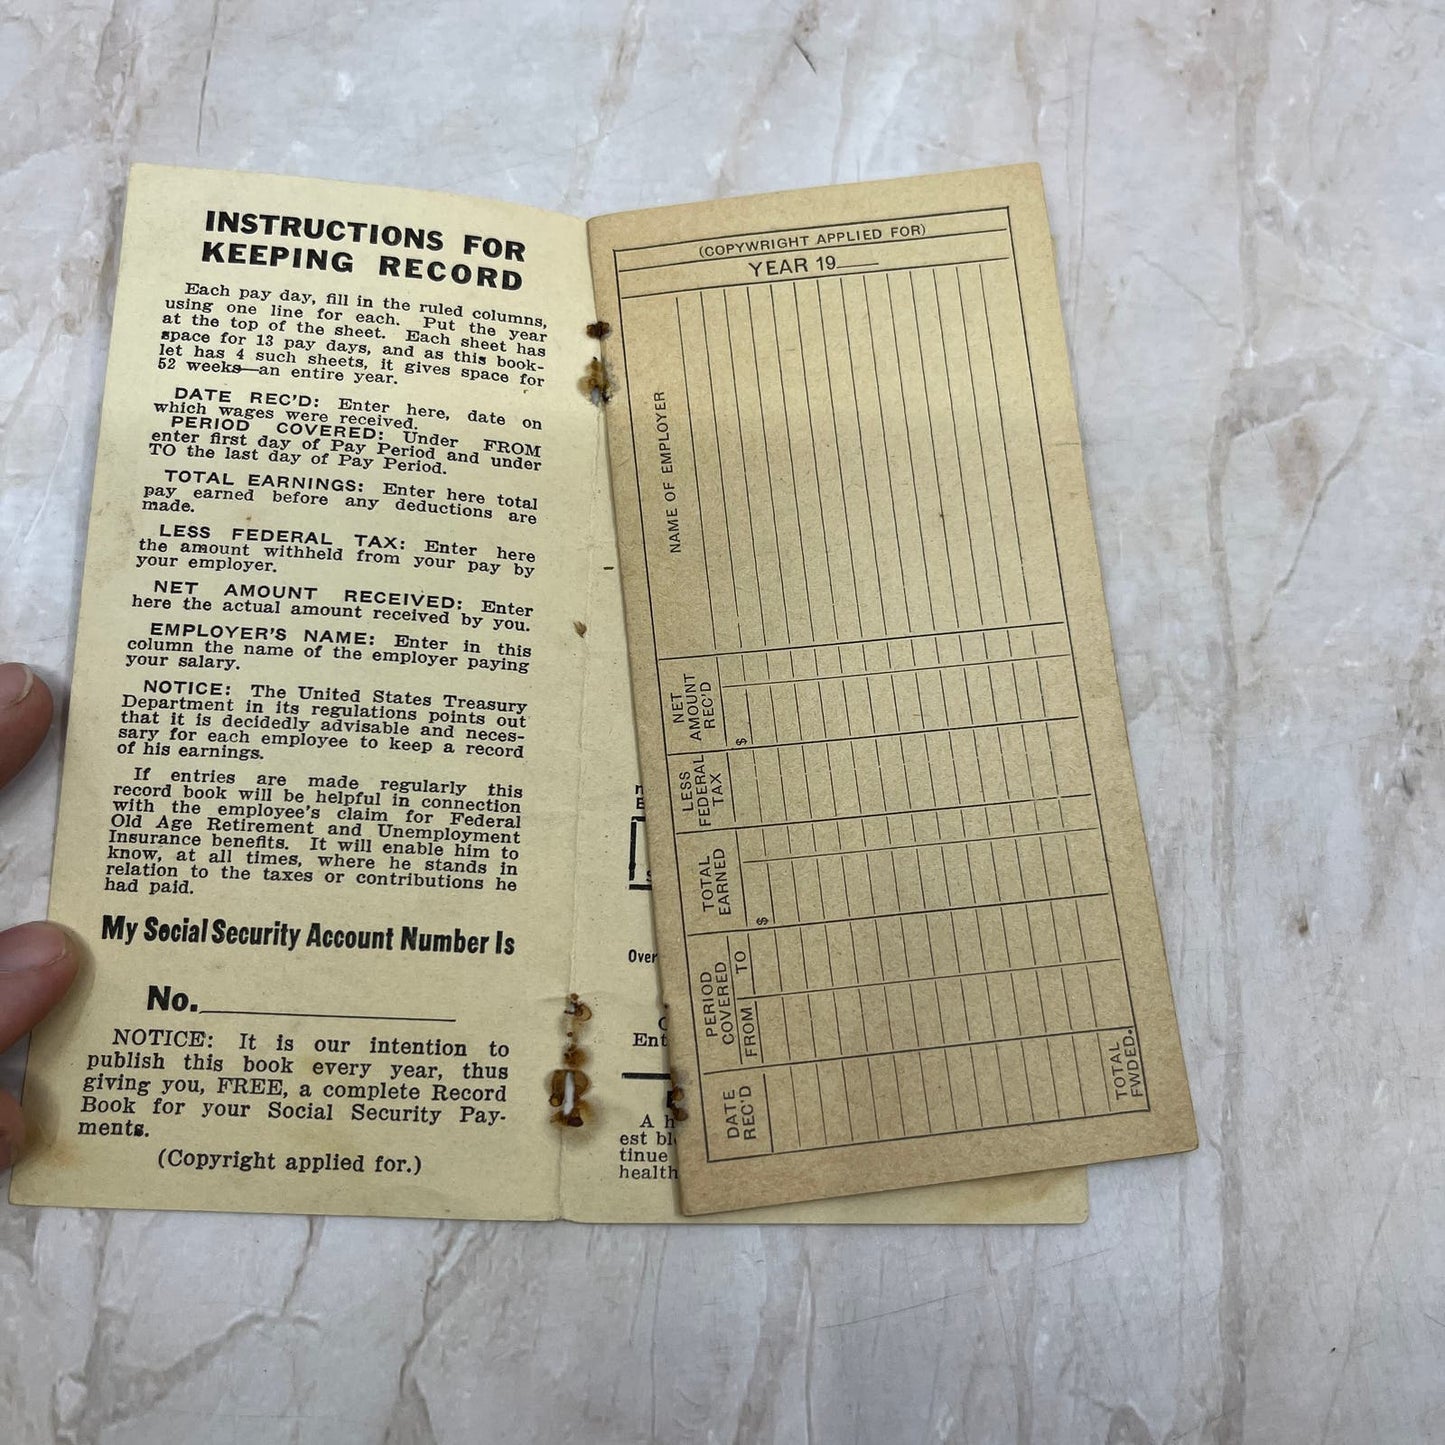 INSTRUCTIONS FOR
KEEPING RECORD
Each pay day, fill in the ruled columns,
using one line for each. Put the year
at the top of the sheet. Each sheet has
space for 13 pay days, and as this book-
let has 4 such sheets, it gives space for
52 weeks—an entire year.
DATE REC'D: Enter here, date on
which wages were received.
PERIOD COVERED: Under FROM
enter first day of Pay Period and under
TO the last day of Pay Period.
TOTAL EARNINGS: Enter here total
pay earned before any deductions are
made.
LESS FEDERAL TAX: Enter here
the amount withheld from your pay by
your employer.
NET AMOUNT RECEIVED: Enter
here the actual amount received by you.
EMPLOYER'S NAME: Enter in this
column the name of the employer paying
your salary.
NOTICE: The United States Treasury
Department in its regulations points out
that it is decidedly advisable and neces-
sary for each employee to keep a record
of his earnings.
If entries are made regularly this
record book will be helpful in connection
with the employee's claim for Federal
Old Age Retirement and Unemployment
Insurance benefits. It will enable him to
know, at all times, where he stands in
relation to the taxes or contributions he
had paid.
My Social Security Account Number Is
No.
NOTICE: It is our intention to
publish this book every year, thus
giving you, FREE, a complete Record
Book for your Social Security Pay-
ments.
(Copyright applied for.)
(COPYWRIGHT APPLIED FOR)
YEAR 19
NAME OF EMPLOYER
NET
AMOUNT
REC'D
$
LESS
FEDERAL
TAX
TOTAL
EARNED
$
PERIOD
COVERED
FROM TO
DATE
REC'D
TOTAL
FWDED.
Over
Ent
A h
est bl
tinue
health